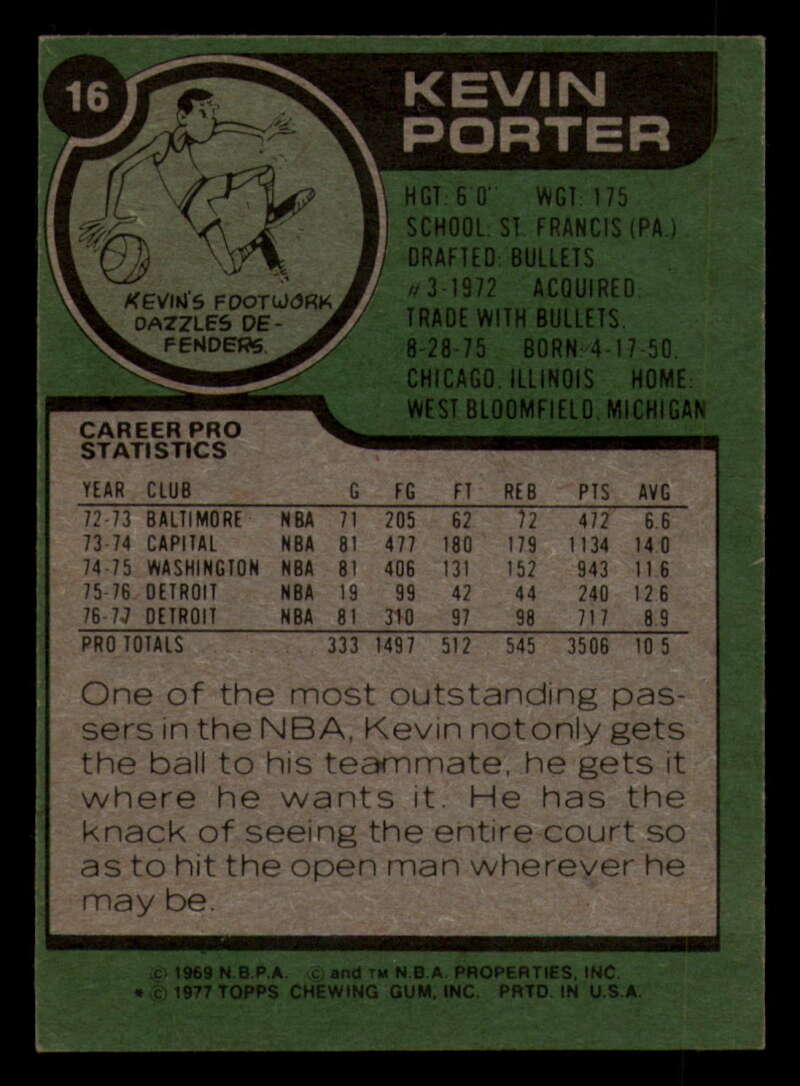 16
KEVIN
PORTER
KEVIN'S FOOTWORK
DAZZLES DE-
FENDERS.
HGT: 6'0" WGT: 175
SCHOOL: ST. FRANCIS (PA.)
DRAFTED: BULLETS
#3-1972 ACQUIRED:
TRADE WITH BULLETS,
8-28-75 BORN: 4-17-50,
CHICAGO, ILLINOIS HOME:
WEST BLOOMFIELD, MICHIGAN
CAREER PRO
STATISTICS
YEAR CLUB G FG FT REB PTS AVG
72-73 BALTIMORE NBA 71 205 62 72 472 6.6
73-74 CAPITAL NBA 81 477 180 179 1134 14.0
74-75 WASHINGTON NBA 81 406 131 152 943 11.6
75-76 DETROIT NBA 19 99 42 44 240 12.6
76-77 DETROIT NBA 81 310 97 98 717 8.9
PRO TOTALS 333 1497 512 545 3506 10.5
One of the most outstanding pas-
sers in the NBA, Kevin not only gets
the ball to his teammate, he gets it
where he wants it. He has the
knack of seeing the entire court so
as to hit the open man wherever he
may be.
© 1969 N.B.P.A. © and TM N.B.A. PROPERTIES, INC.
* © 1977 TOPPS CHEWING GUM, INC. PRTD. IN U.S.A.